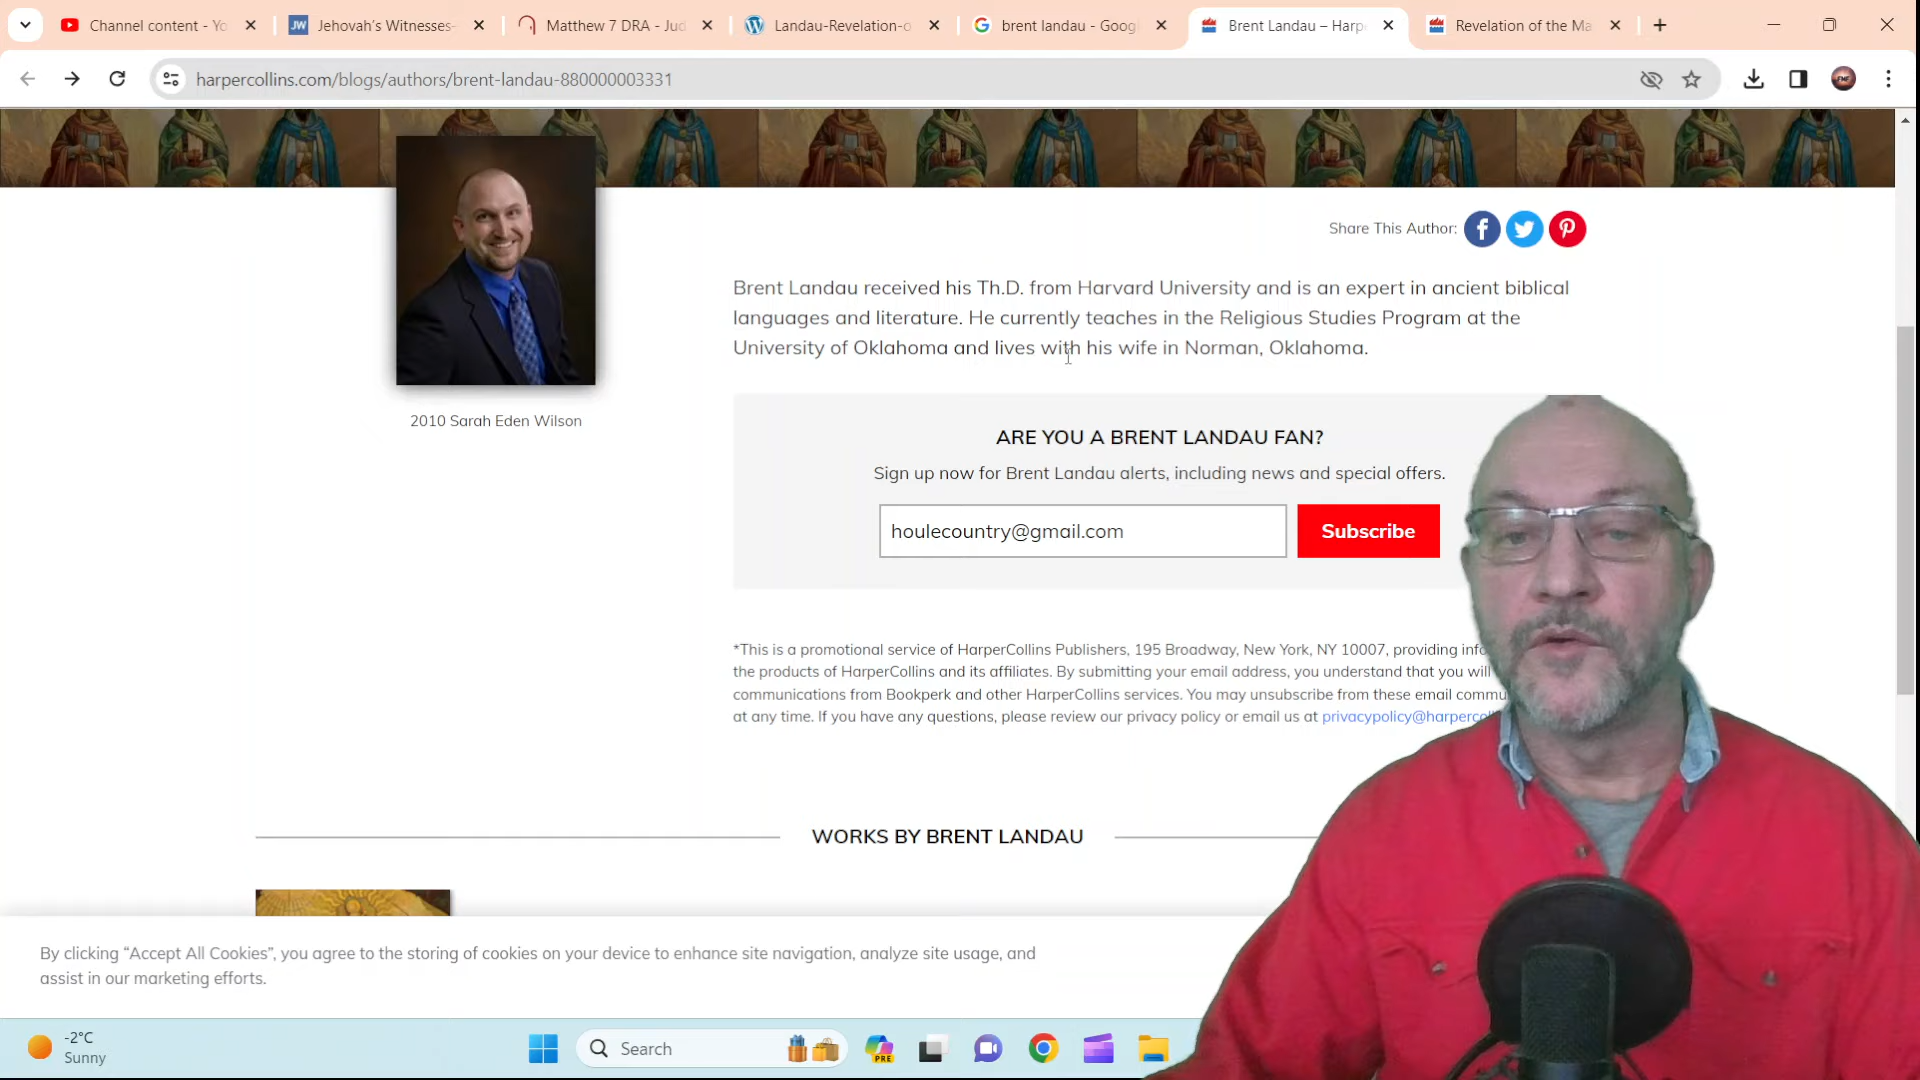 Channel content - Yo
Jehovah's Witnesses-
Matthew 7 DRA - Jud
Landau-Revelation-o
brent landau - Googl
Brent Landau – Harpe
Revelation of the Ma
harpercollins.com/blogs/authors/brent-landau-880000003331
Share This Author:
Brent Landau received his Th.D. from Harvard University and is an expert in ancient biblical
languages and literature. He currently teaches in the Religious Studies Program at the
University of Oklahoma and lives with his wife in Norman, Oklahoma.
2010 Sarah Eden Wilson
ARE YOU A BRENT LANDAU FAN?
Sign up now for Brent Landau alerts, including news and special offers.
houlecountry@gmail.com
Subscribe
*This is a promotional service of HarperCollins Publishers, 195 Broadway, New York, NY 10007, providing info
the products of HarperCollins and its affiliates. By submitting your email address, you understand that you will
communications from Bookperk and other HarperCollins services. You may unsubscribe from these email commu
at any time. If you have any questions, please review our privacy policy or email us at privacypolicy@harpercol
WORKS BY BRENT LANDAU
By clicking “Accept All Cookies”, you agree to the storing of cookies on your device to enhance site navigation, analyze site usage, and
assist in our marketing efforts.
-2°C
Sunny
Search
PRE